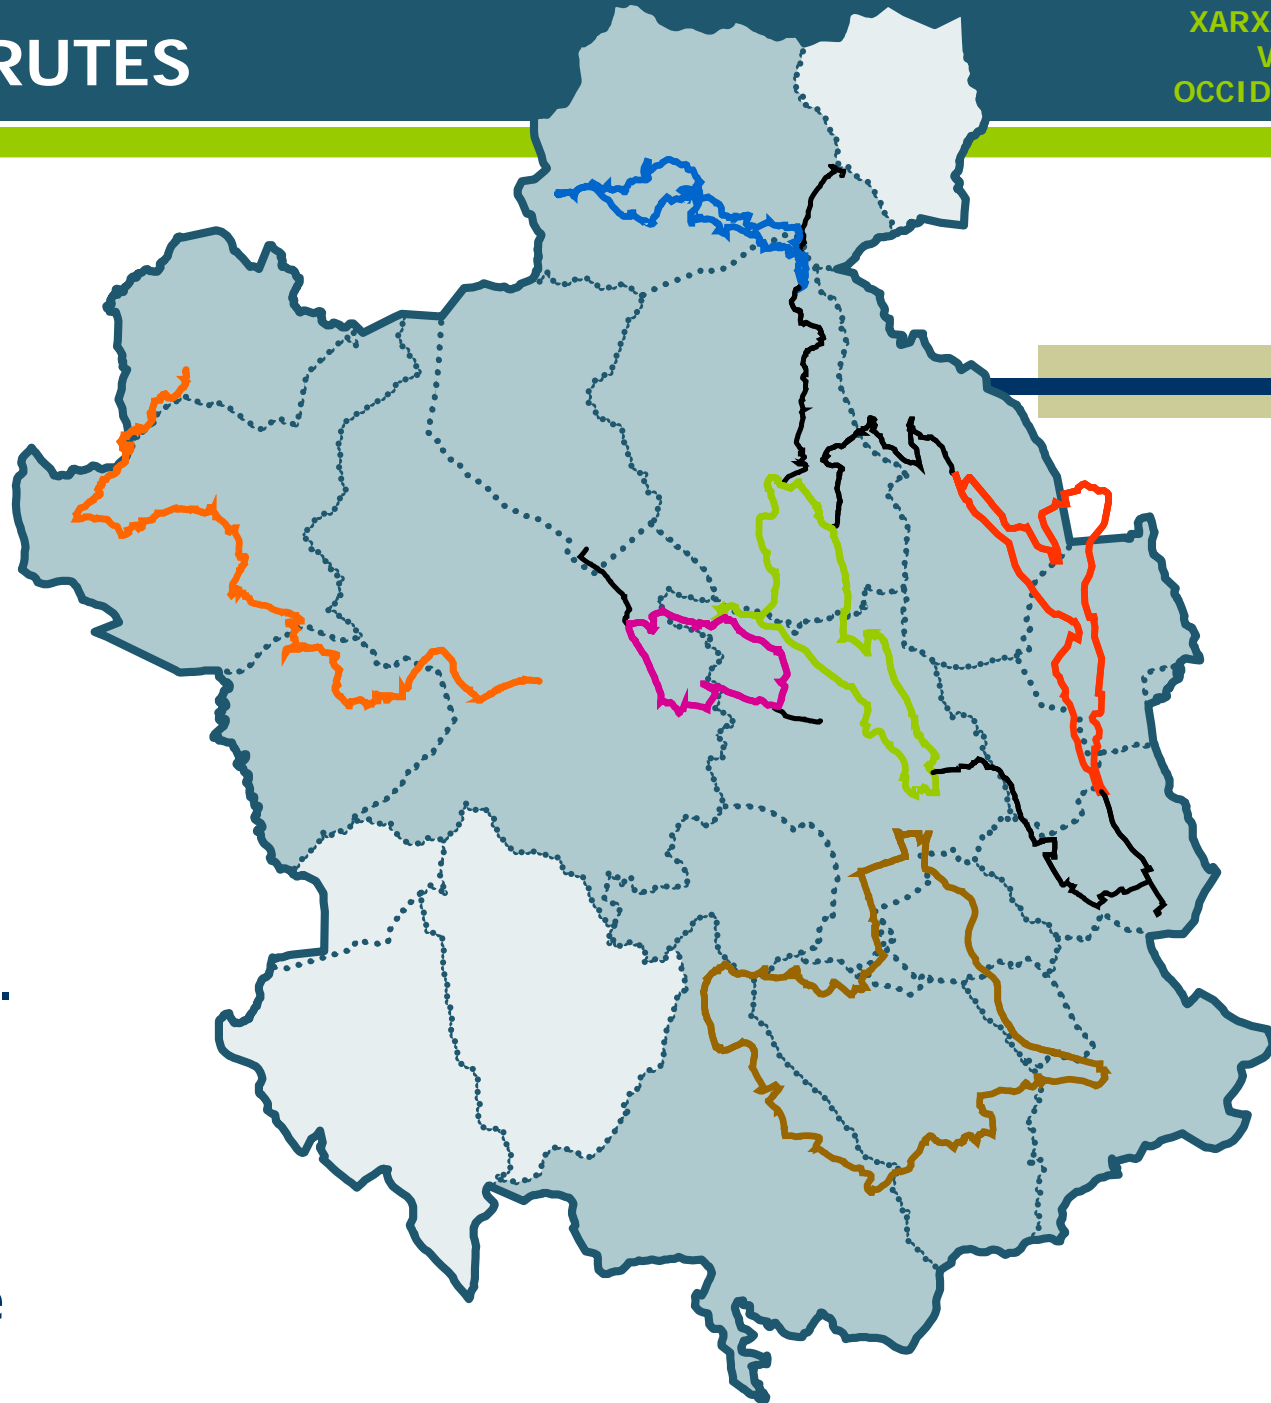 RUTES
XARX
V
OCCID
.
e